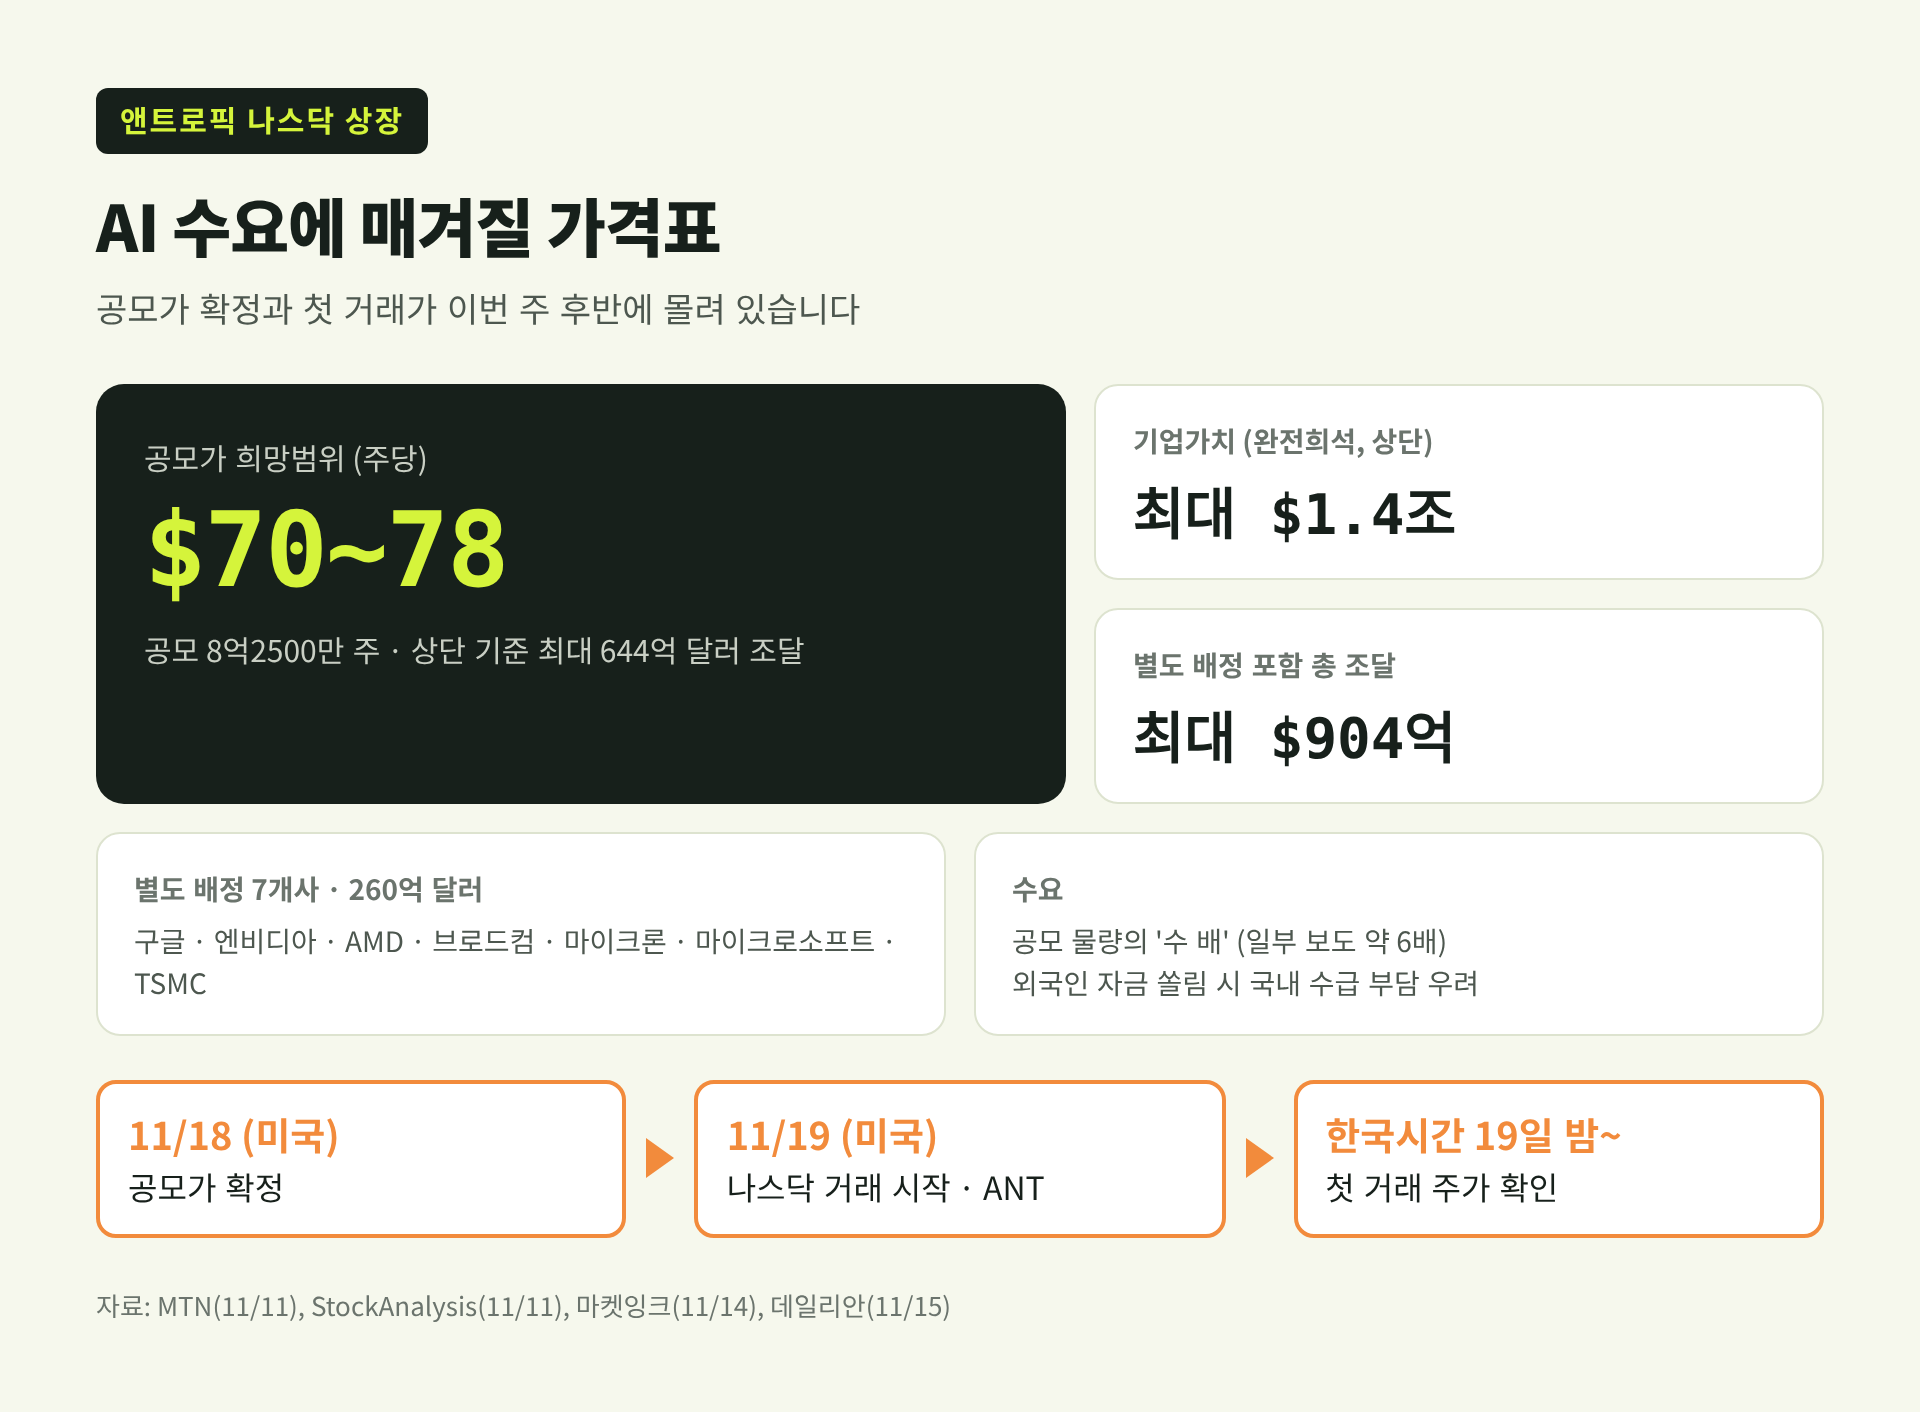 앤트로픽 나스닥 상장
AI 수요에 매겨질 가격표
공모가 확정과 첫 거래가 이번 주 후반에 몰려 있습니다
공모가 희망범위 (주당)
$70~78
공모 8억2500만 주 · 상단 기준 최대 644억 달러 조달
기업가치 (완전희석, 상단)
최대 $1.4조
별도 배정 포함 총 조달
최대 $904억
별도 배정 7개사 · 260억 달러
구글 · 엔비디아 · AMD · 브로드컴 · 마이크론 · 마이크로소프트 ·
TSMC
수요
공모 물량의 '수 배' (일부 보도 약 6배)
외국인 자금 쏠림 시 국내 수급 부담 우려
11/18 (미국)
공모가 확정
11/19 (미국)
나스닥 거래 시작 · ANT
한국시간 19일 밤~
첫 거래 주가 확인
자료: MTN(11/11), StockAnalysis(11/11), 마켓잉크(11/14), 데일리안(11/15)